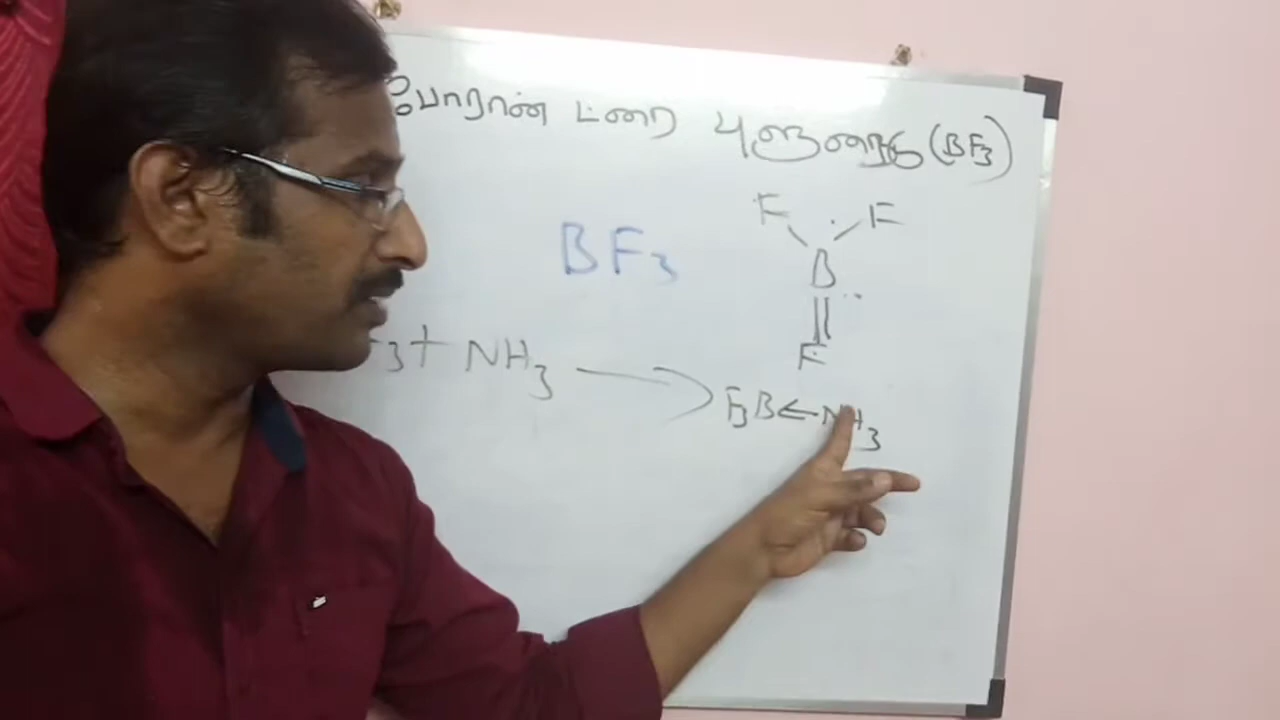 போரான் ட்ரை புளுரைடு (BF3)
F F
BF3
B
F3 + NH3 F
F3B ← NH3